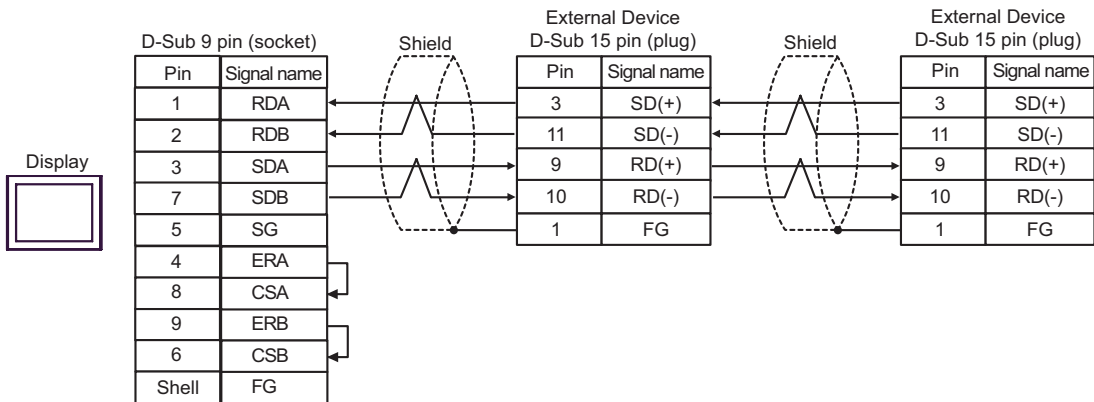 Display
D-Sub 9 pin (socket)
Pin Signal name
1 RDA
2 RDB
3 SDA
7 SDB
5 SG
4 ERA
8 CSA
9 ERB
6 CSB
Shell FG
Shield
External Device
D-Sub 15 pin (plug)
Pin Signal name
3 SD(+)
11 SD(-)
9 RD(+)
10 RD(-)
1 FG
Shield
External Device
D-Sub 15 pin (plug)
Pin Signal name
3 SD(+)
11 SD(-)
9 RD(+)
10 RD(-)
1 FG